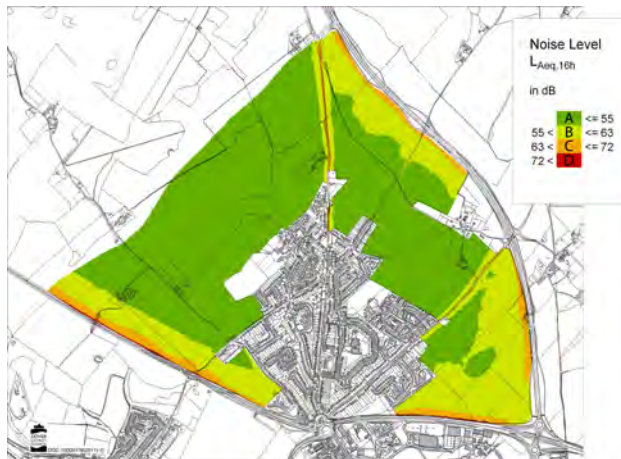 Noise Level
LAeq,16h
in dB
A <= 55
55 < B <= 63
63 < C <= 72
72 < D